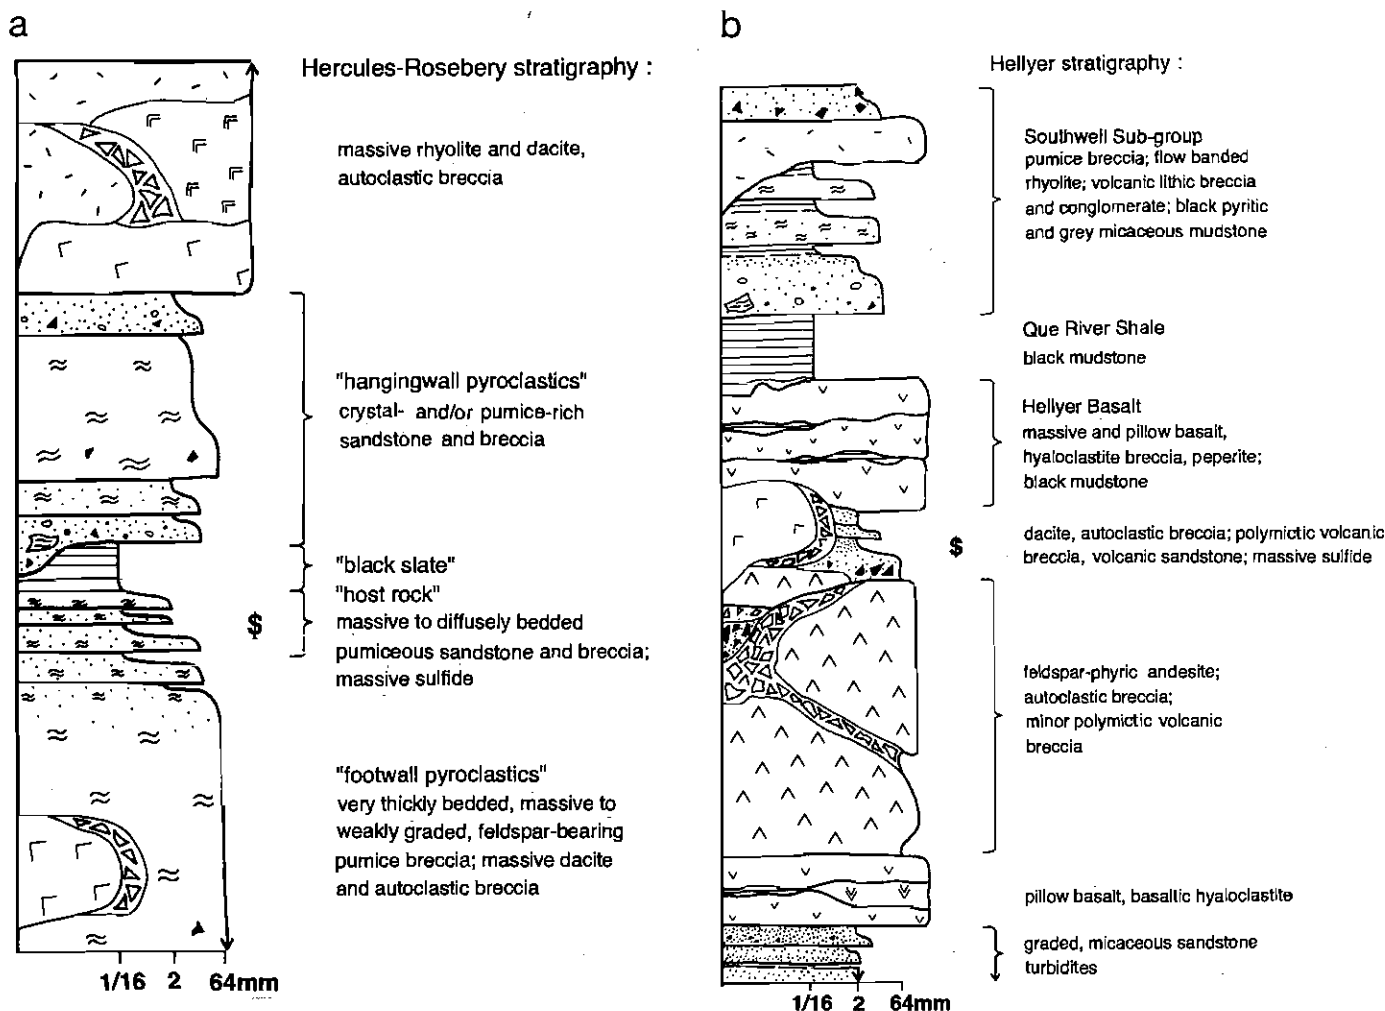 a
Hercules-Rosebery stratigraphy :
massive rhyolite and dacite,
autoclastic breccia
"hangingwall pyroclastics"
crystal- and/or pumice-rich
sandstone and breccia
"black slate"
"host rock"
$
massive to diffusely bedded
pumiceous sandstone and breccia;
massive sulfide
"footwall pyroclastics"
very thickly bedded, massive to
weakly graded, feldspar-bearing
pumice breccia; massive dacite
and autoclastic breccia
1/16 2 64mm
b
Hellyer stratigraphy :
Southwell Sub-group
pumice breccia; flow banded
rhyolite; volcanic lithic breccia
and conglomerate; black pyritic
and grey micaceous mudstone
Que River Shale
black mudstone
Hellyer Basalt
massive and pillow basalt,
hyaloclastite breccia, peperite;
black mudstone
$
dacite, autoclastic breccia; polymictic volcanic
breccia, volcanic sandstone; massive sulfide
feldspar-phyric andesite;
autoclastic breccia;
minor polymictic volcanic
breccia
pillow basalt, basaltic hyaloclastite
graded, micaceous sandstone
turbidites
1/16 2 64mm